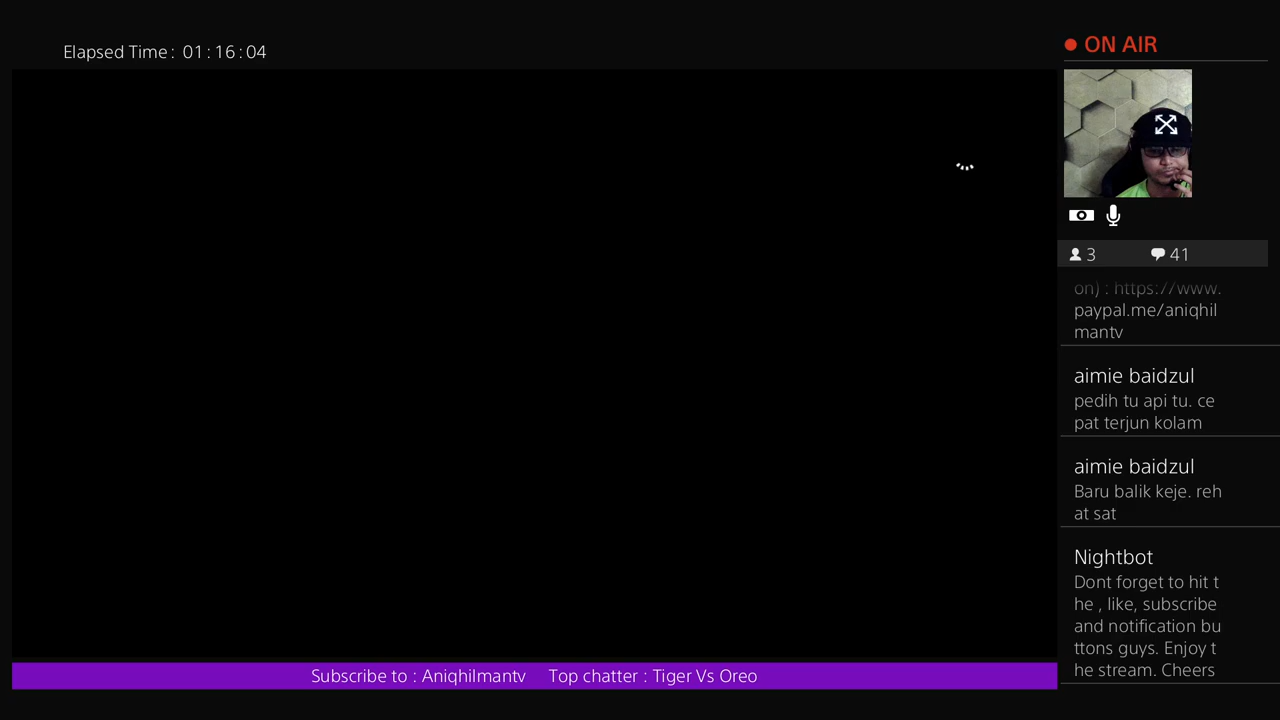 Elapsed Time: 01:16:04
ON AIR
3 41
on) : https://www.
paypal.me/aniqhil
mantv
aimie baidzul
pedih tu api tu. ce
pat terjun kolam
aimie baidzul
Baru balik keje. reh
at sat
Nightbot
Dont forget to hit t
he , like, subscribe
and notification bu
ttons guys. Enjoy t
he stream. Cheers
Subscribe to : Aniqhilmantv Top chatter : Tiger Vs Oreo